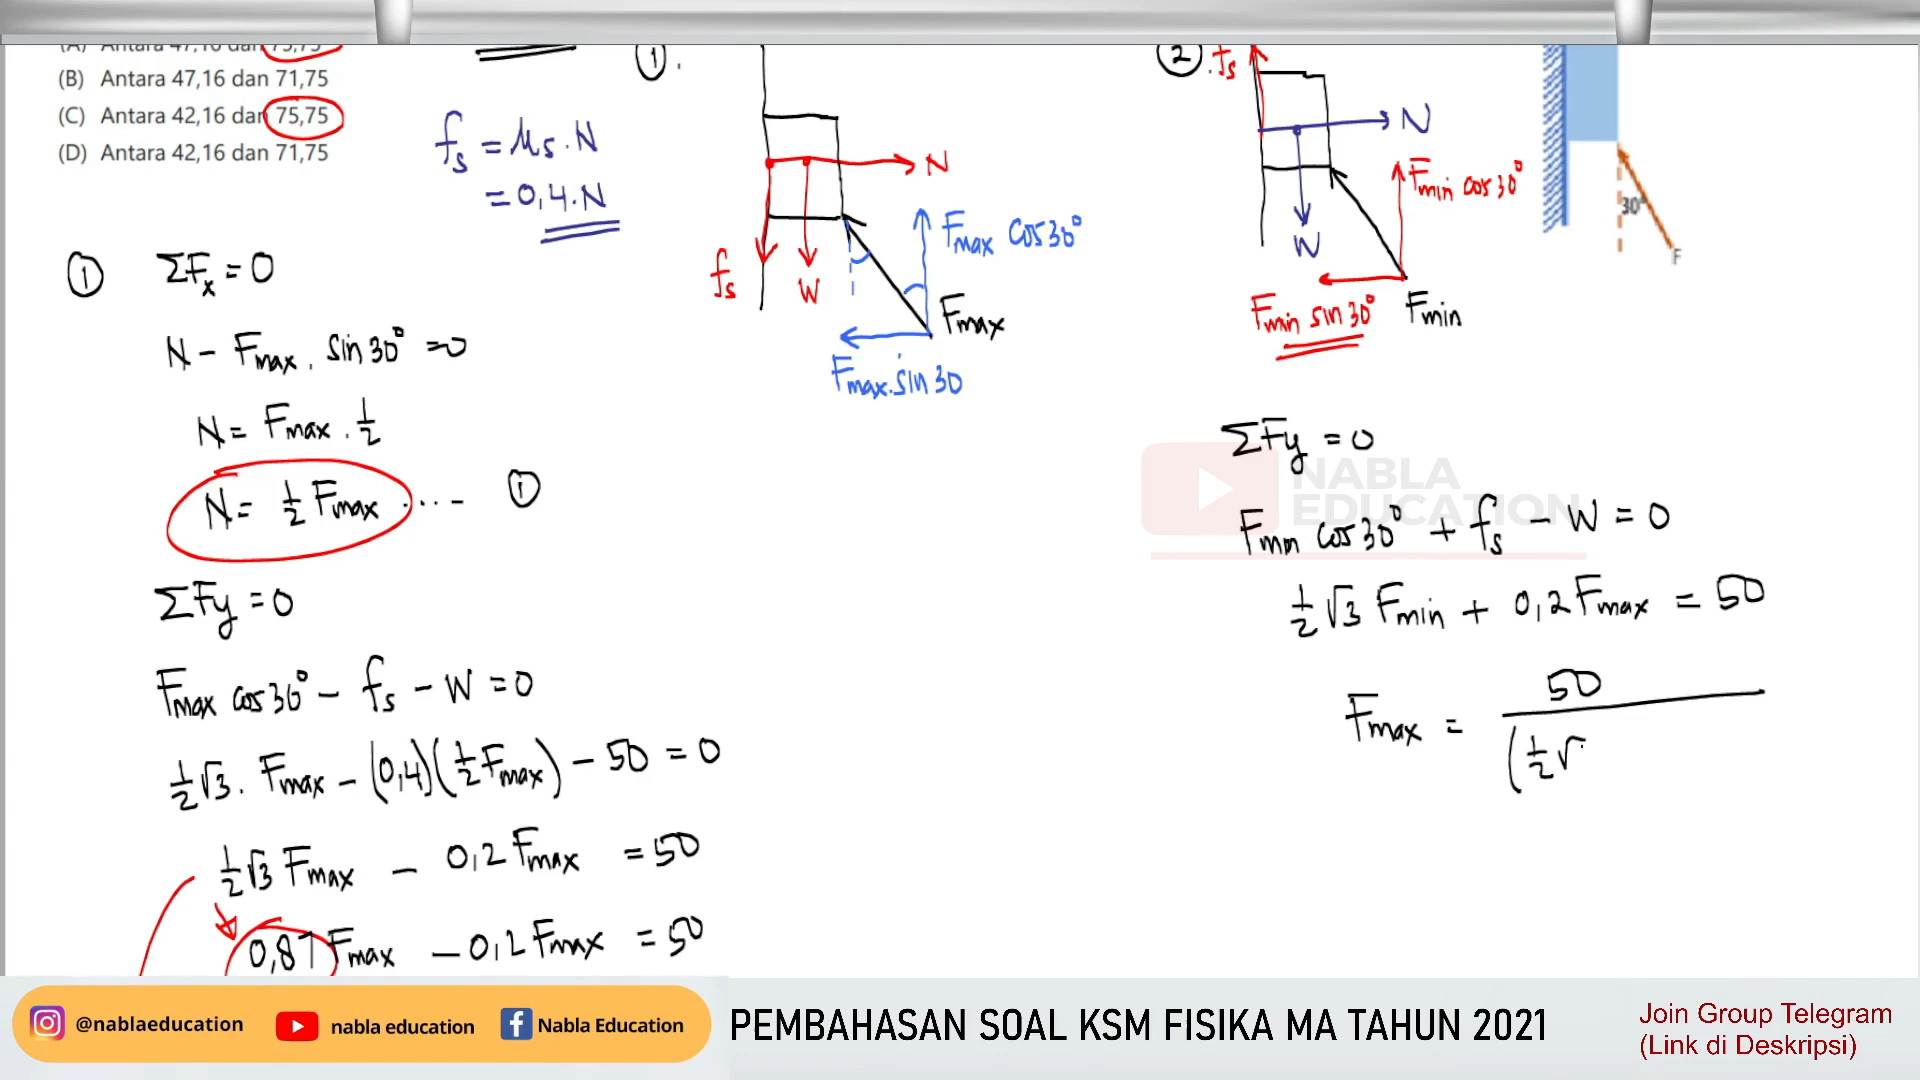 (A) Antara 47,16 dan 75,75
(B) Antara 47,16 dan 71,75
(C) Antara 42,16 dan 75,75
(D) Antara 42,16 dan 71,75
fs = μs . N
= 0,4 . N
① ΣFx = 0
N - Fmax . sin 30° = 0
N = Fmax . 1/2
N = 1/2 Fmax .... ①
ΣFy = 0
Fmax cos 30° - fs - W = 0
1/2 √3 . Fmax - (0,4)(1/2 Fmax) - 50 = 0
1/2 √3 Fmax - 0,2 Fmax = 50
0,87 Fmax - 0,2 Fmax = 50
① .
N
fs
W
Fmax cos 30°
Fmax
Fmax . sin 30
② .
fs
N
W
Fmin cos 30°
Fmin sin 30°
Fmin
30°
F
ΣFy = 0
NABLA
EDUCATION
Fmin cos 30° + fs - W = 0
1/2 √3 Fmin + 0,2 Fmax = 50
Fmax = 50
(1/2 √
@nablaeducation
nabla education
Nabla Education
PEMBAHASAN SOAL KSM FISIKA MA TAHUN 2021
Join Group Telegram
(Link di Deskripsi)